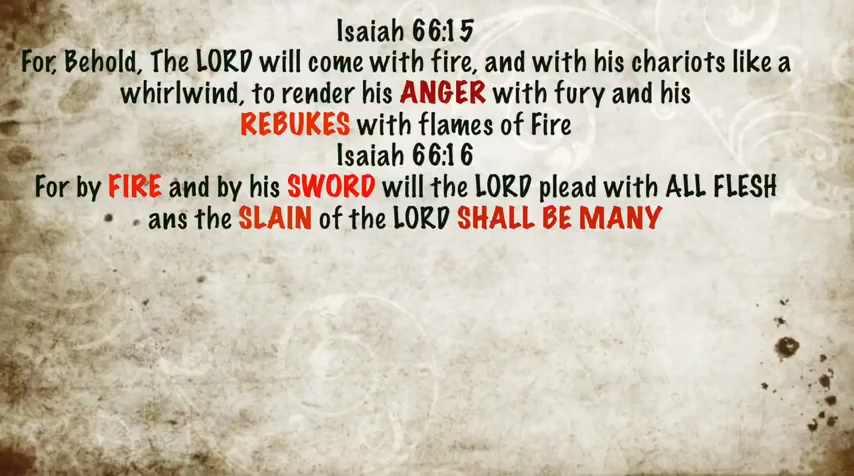 Isaiah 66:15
For, Behold, The LORD will come with fire, and with his chariots like a
whirlwind, to render his ANGER with fury and his
REBUKES with flames of Fire
Isaiah 66:16
For by FIRE and by his SWORD will the LORD plead with ALL FLESH
ans the SLAIN of the LORD SHALL BE MANY